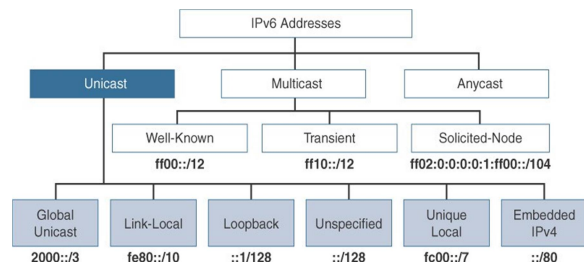 IPv6 Addresses
Unicast
Multicast
Anycast
Well-Known
Transient
Solicited-Node
ff00::/12
ff10::/12
ff02:0:0:0:0:1:ff00::/104
Global
Unicast
Link-Local
Loopback
Unspecified
Unique
Local
Embedded
IPv4
2000::/3
fe80::/10
::1/128
::/128
fc00::/7
::/80